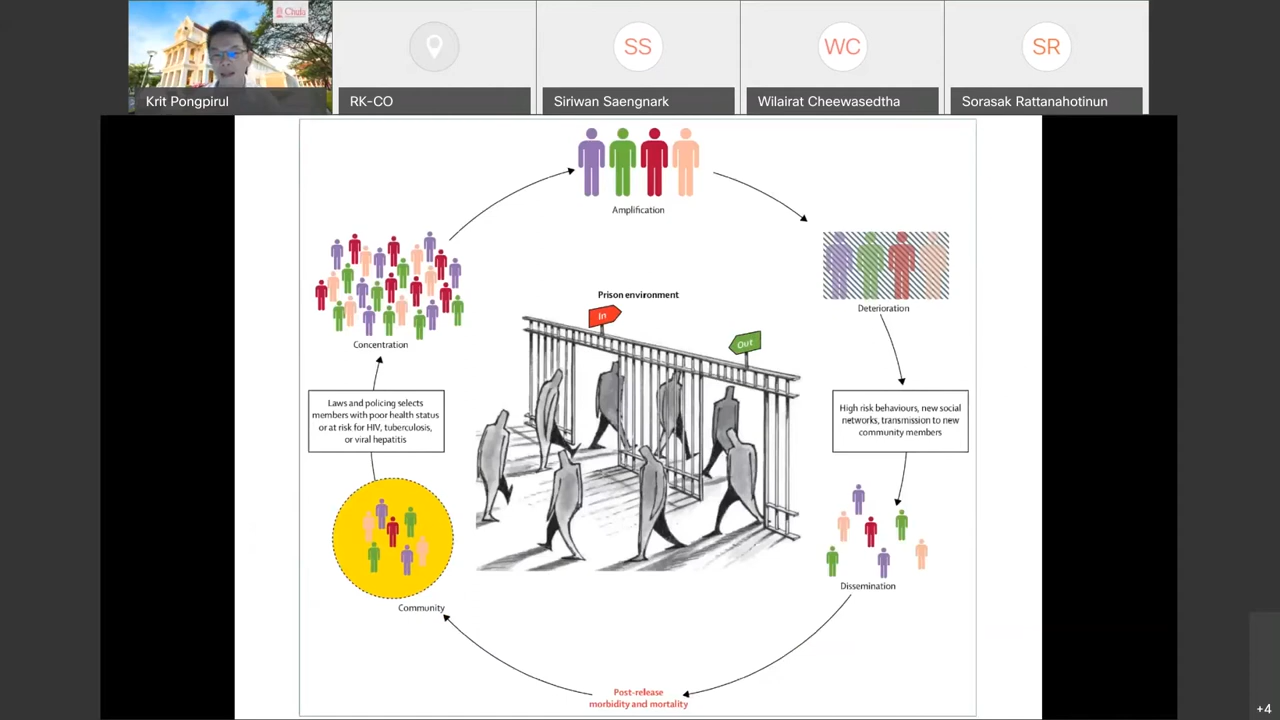 Chula
Krit Pongpirul
RK-CO
SS
Siriwan Saengnark
WC
Wilairat Cheewasedtha
SR
Sorasak Rattanahotinun
Amplification
Concentration
Deterioration
Prison environment
In
Out
Laws and policing selects
members with poor health status
or at risk for HIV, tuberculosis,
or viral hepatitis
High risk behaviours, new social
networks, transmission to new
community members
Community
Dissemination
Post-release
morbidity and mortality
+4